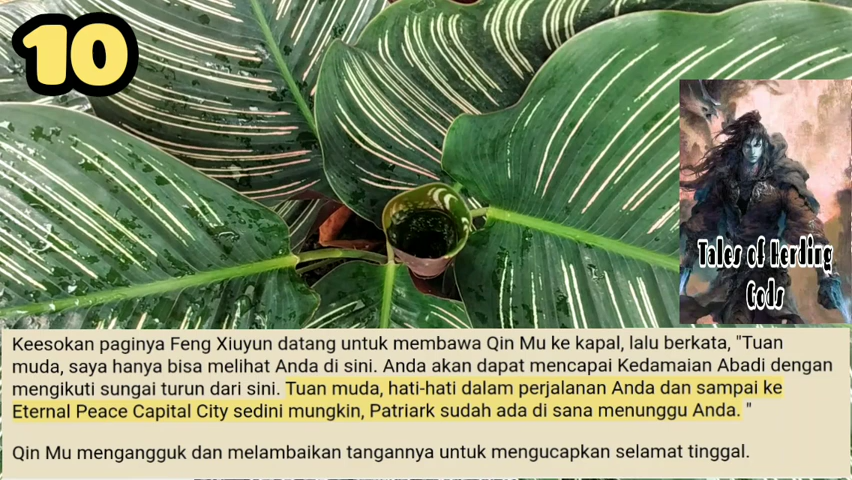 10
Tales of Herding
Gods
Keesokan paginya Feng Xiuyun datang untuk membawa Qin Mu ke kapal, lalu berkata, "Tuan
muda, saya hanya bisa melihat Anda di sini. Anda akan dapat mencapai Kedamaian Abadi dengan
mengikuti sungai turun dari sini. Tuan muda, hati-hati dalam perjalanan Anda dan sampai ke
Eternal Peace Capital City sedini mungkin, Patriark sudah ada di sana menunggu Anda. "
Qin Mu mengangguk dan melambaikan tangannya untuk mengucapkan selamat tinggal.